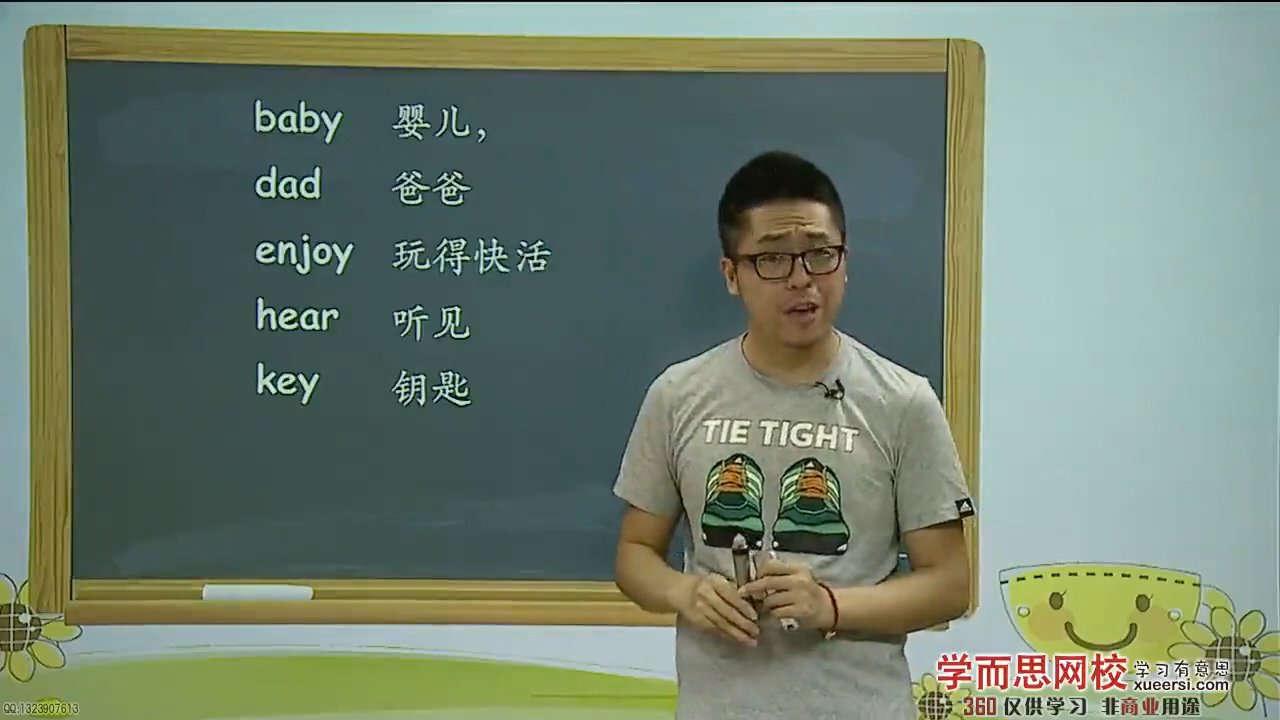 baby 婴儿，
dad 爸爸
enjoy 玩得快活
hear 听见
key 钥匙
TIE TIGHT
学而思网校 学习有意思
xueersi.com
360 仅供学习 非商业用途
QQ:1323907613